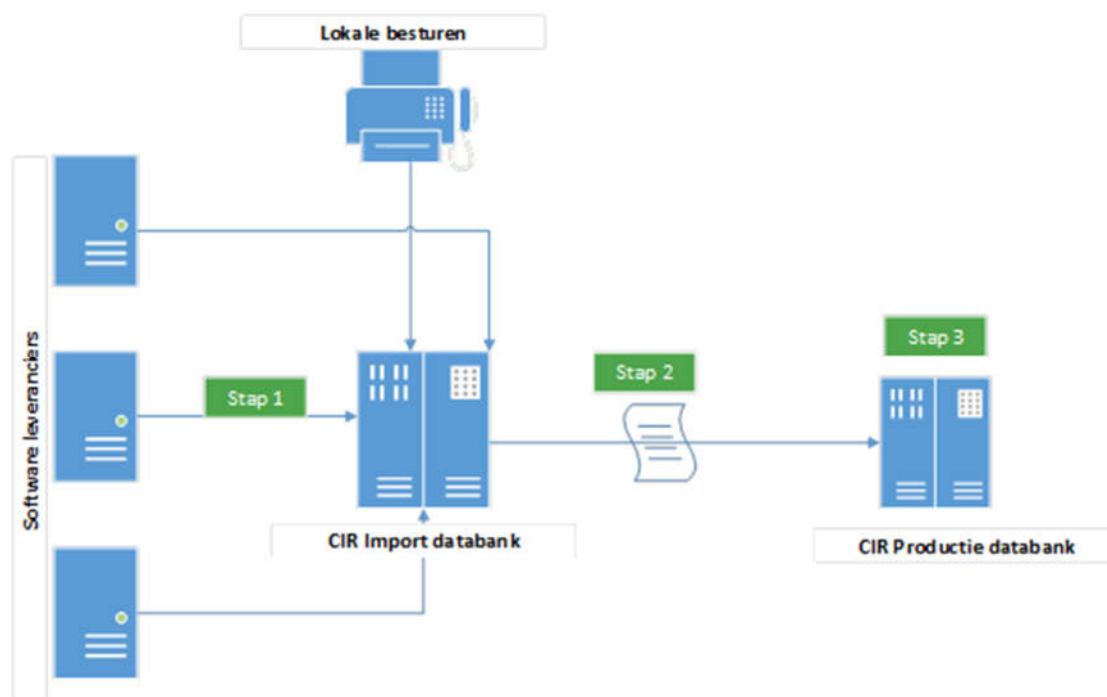 Lokale besturen
Software leveranciers
Stap 1
Stap 2
Stap 3
CIR Import databank
CIR Productie databank